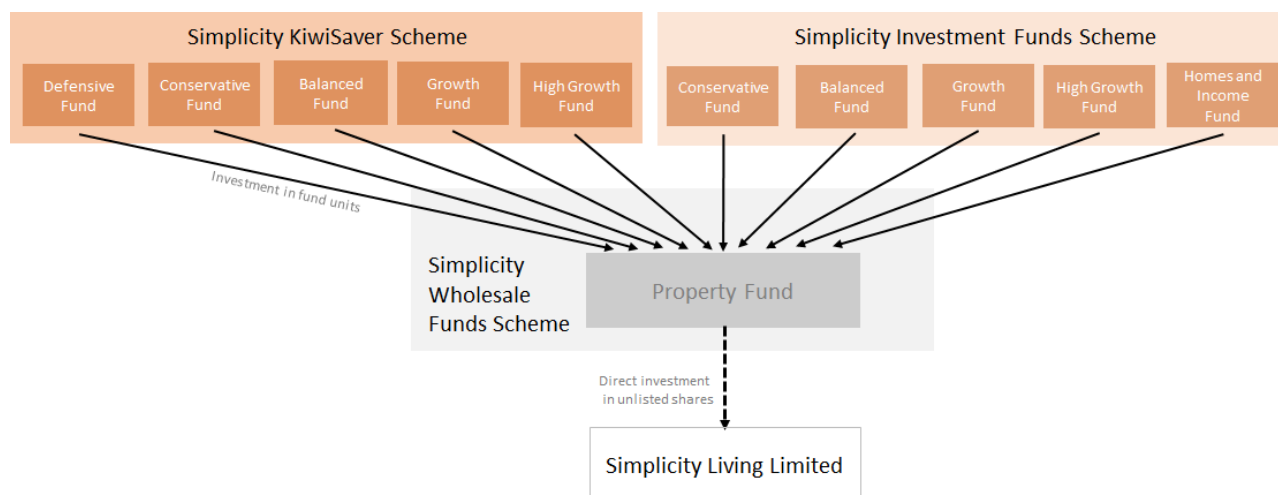 Simplicity KiwiSaver Scheme
Defensive
Fund
Conservative
Fund
Balanced
Fund
Growth
Fund
High Growth
Fund
Simplicity Investment Funds Scheme
Conservative
Fund
Balanced
Fund
Growth
Fund
High Growth
Fund
Homes and
Income
Fund
Investment in fund units
Simplicity
Wholesale
Funds Scheme
Property Fund
Direct investment
in unlisted shares
Simplicity Living Limited